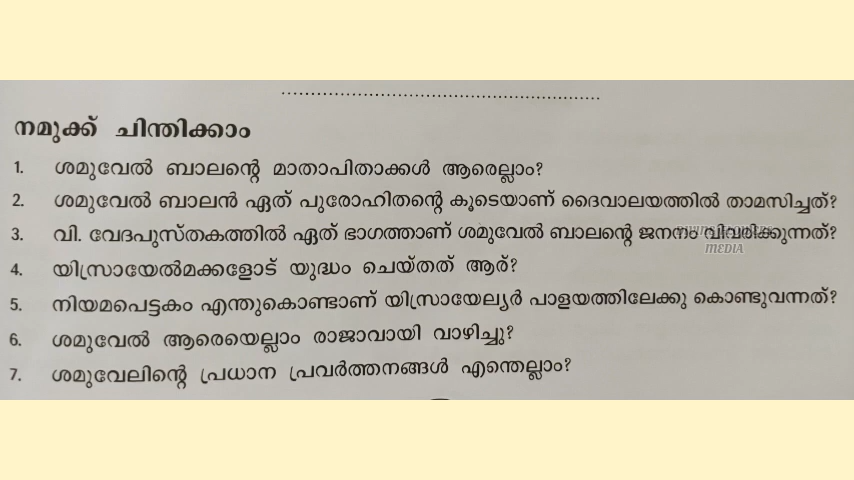 നമുക്ക് ചിന്തിക്കാം
1. ശമുവേൽ ബാലന്റെ മാതാപിതാക്കൾ ആരെല്ലാം?
2. ശമുവേൽ ബാലൻ ഏത് പുരോഹിതന്റെ കൂടെയാണ് ദൈവാലയത്തിൽ താമസിച്ചത്?
3. വി. വേദപുസ്തകത്തിൽ ഏത് ഭാഗത്താണ് ശമുവേൽ ബാലന്റെ ജനനം വിവരിക്കുന്നത്?
MEDIA
4. യിസ്രായേൽമക്കളോട് യുദ്ധം ചെയ്തത് ആര്?
5. നിയമപെട്ടകം എന്തുകൊണ്ടാണ് യിസ്രായേല്യർ പാളയത്തിലേക്കു കൊണ്ടുവന്നത്?
6. ശമുവേൽ ആരെയെല്ലാം രാജാവായി വാഴിച്ചു?
7. ശമുവേലിന്റെ പ്രധാന പ്രവർത്തനങ്ങൾ എന്തെല്ലാം?